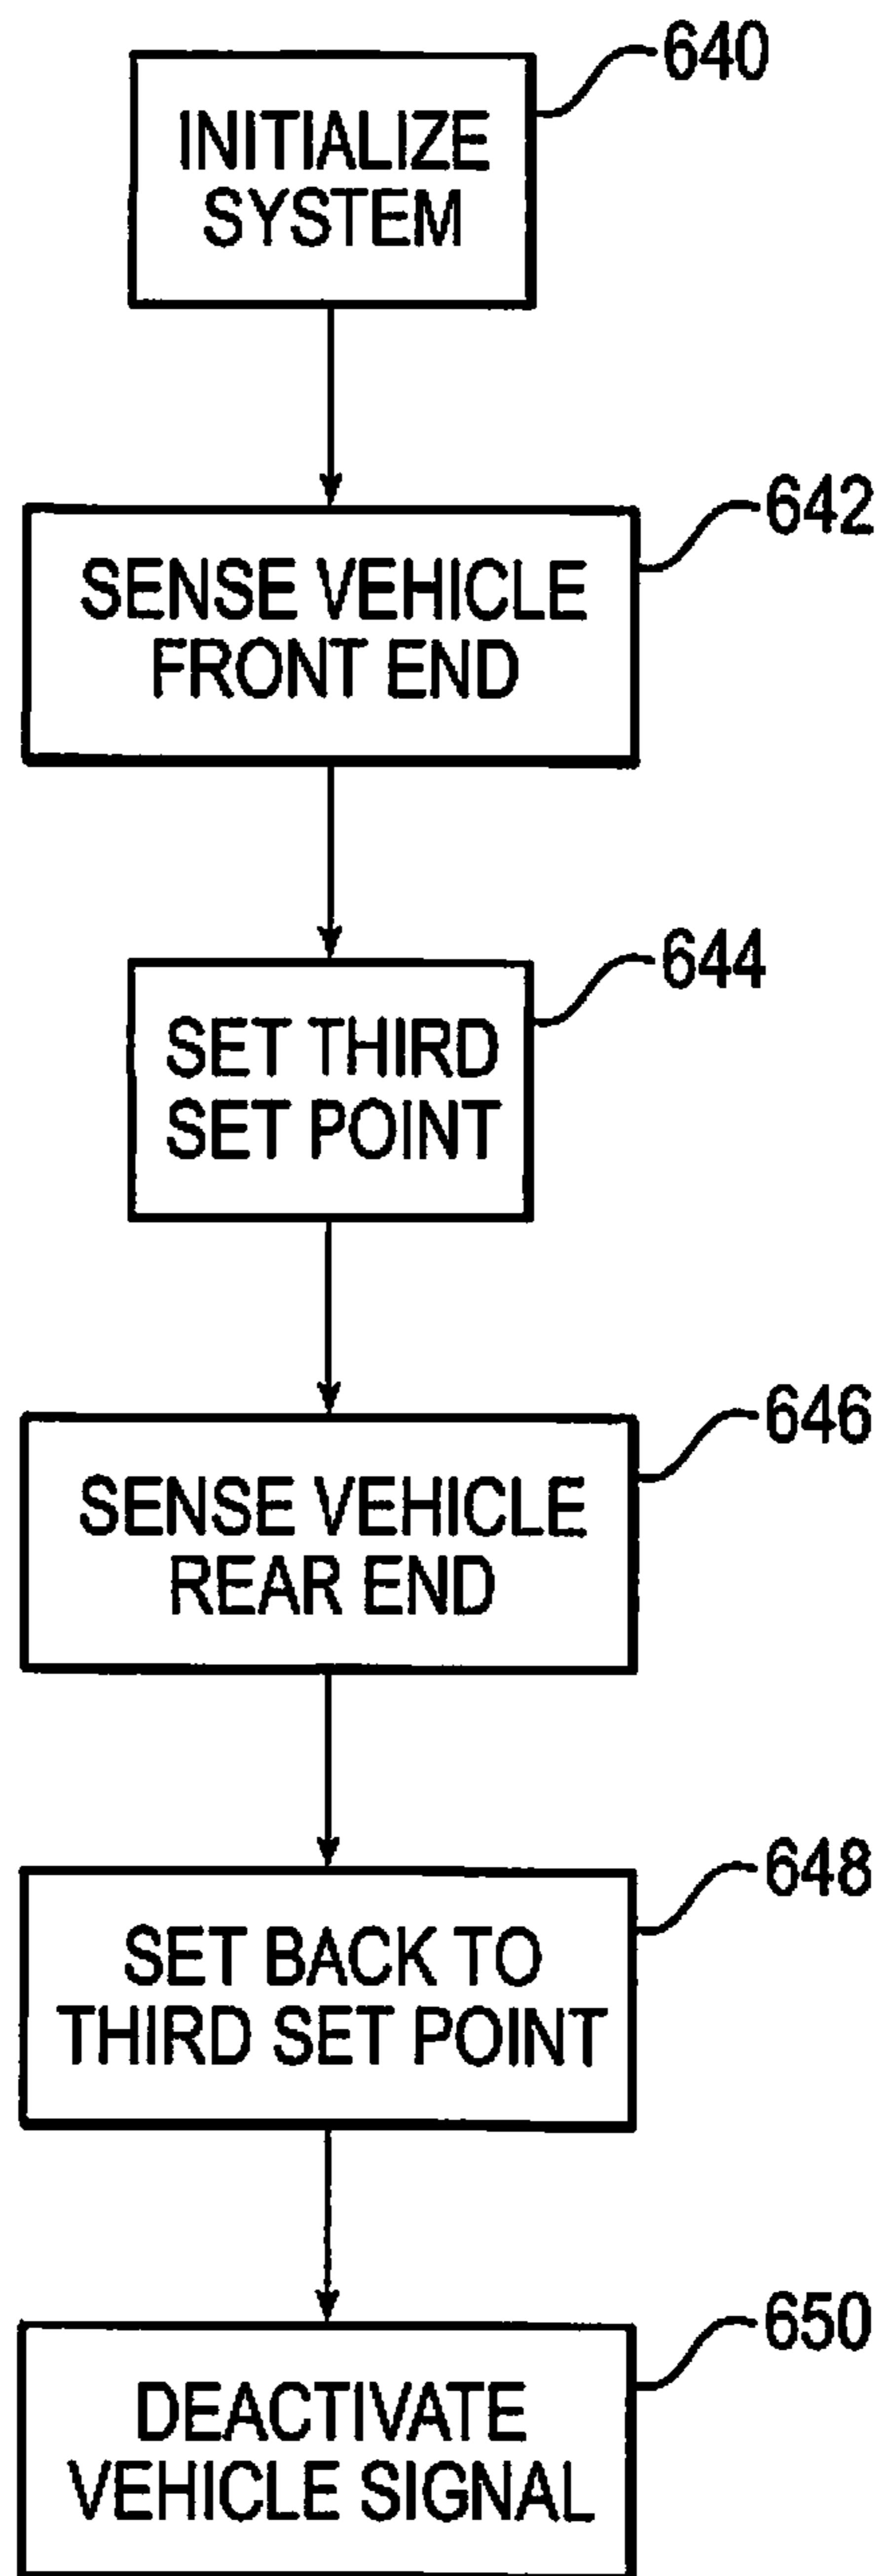 640
INITIALIZE
SYSTEM
642
SENSE VEHICLE
FRONT END
644
SET THIRD
SET POINT
646
SENSE VEHICLE
REAR END
648
SET BACK TO
THIRD SET POINT
650
DEACTIVATE
VEHICLE SIGNAL